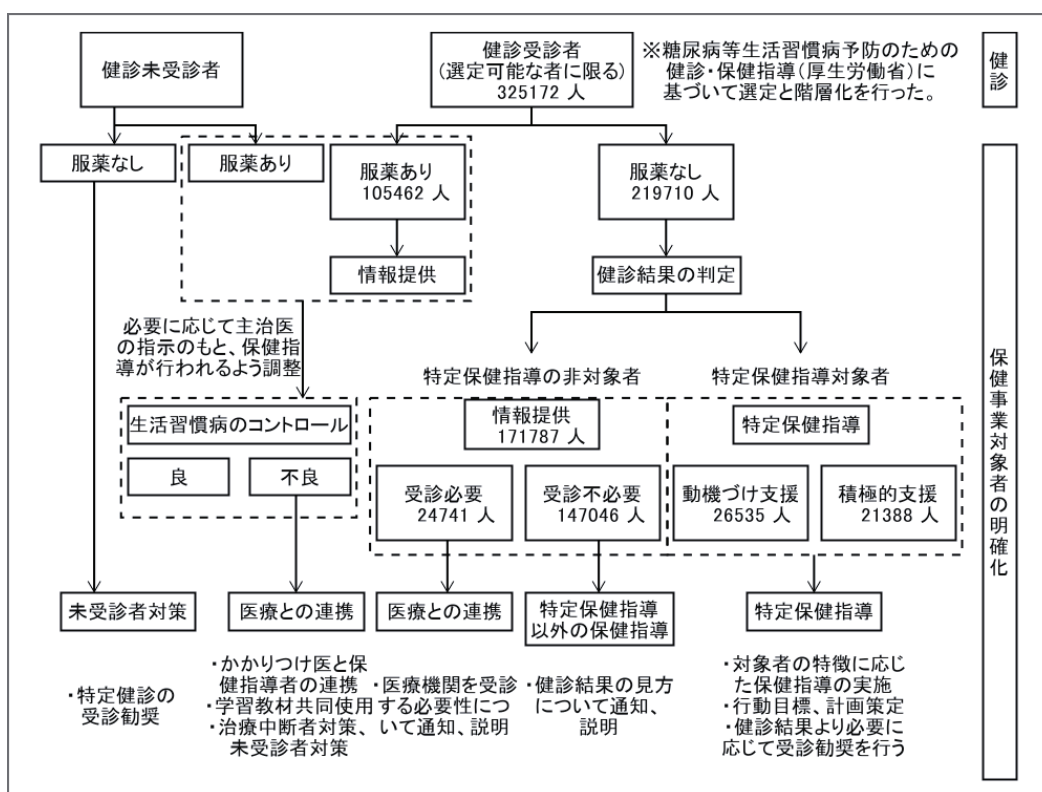 健診未受診者
健診受診者
(選定可能な者に限る)
325172 人
※糖尿病等生活習慣病予防のための
健診・保健指導(厚生労働省)に
基づいて選定と階層化を行った。
健診
服薬なし
服薬あり
服薬あり
105462 人
服薬なし
219710 人
情報提供
健診結果の判定
必要に応じて主治医
の指示のもと、保健指
導が行われるよう調整
特定保健指導の非対象者
特定保健指導対象者
生活習慣病のコントロール
良
不良
情報提供
171787 人
特定保健指導
受診必要
24741 人
受診不必要
147046 人
動機づけ支援
26535 人
積極的支援
21388 人
保健事業対象者の明確化
未受診者対策
医療との連携
医療との連携
特定保健指導
以外の保健指導
特定保健指導
・特定健診の
受診勧奨
・かかりつけ医と保
健指導者の連携
・学習教材共同使用
・治療中断者対策、
未受診者対策
・医療機関を受診
する必要性につ
いて通知、説明
・健診結果の見方
について通知、
説明
・対象者の特徴に応じ
た保健指導の実施
・行動目標、計画策定
・健診結果より必要に
応じて受診勧奨を行う